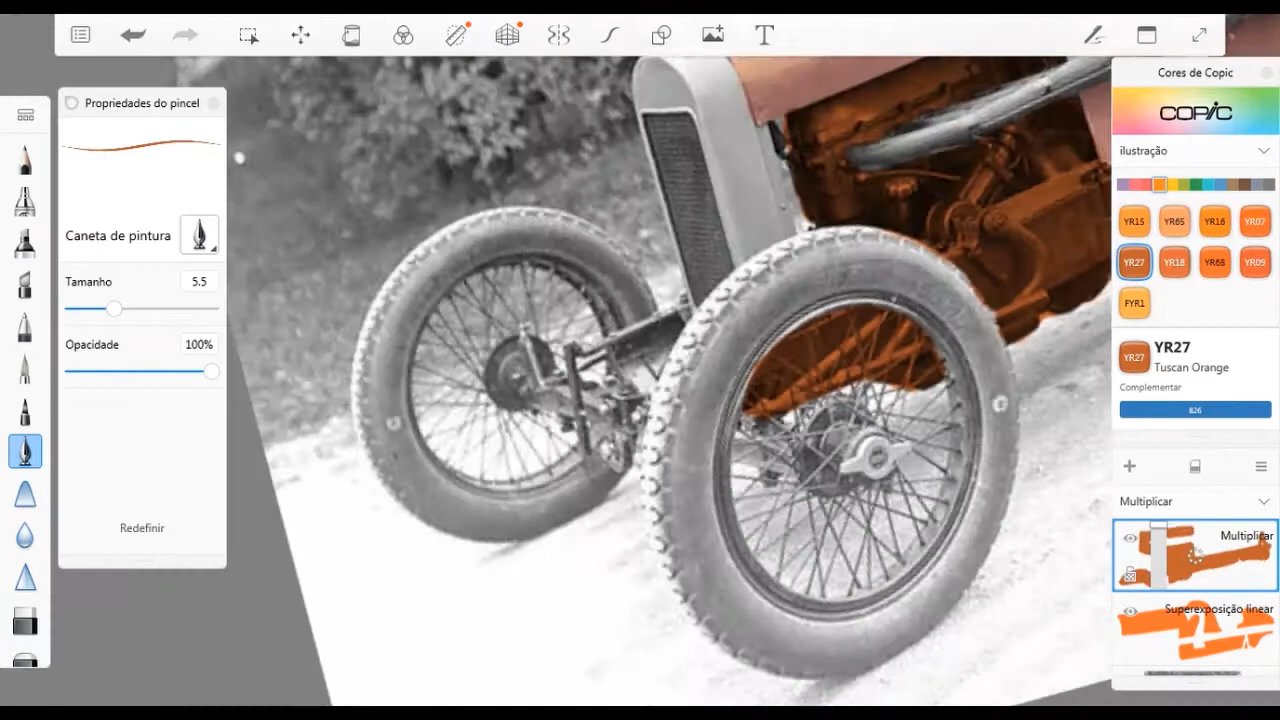 Propriedades do pincel
Caneta de pintura
Tamanho
5.5
Opacidade
100%
Redefinir
T
Cores de Copic
COPIC
ilustração
YR15
YR65
YR16
YR07
YR27
YR18
YR68
YR09
FYR1
YR27
YR27
Tuscan Orange
Complementar
B26
Multiplicar
Multiplicar
Superexposição linear